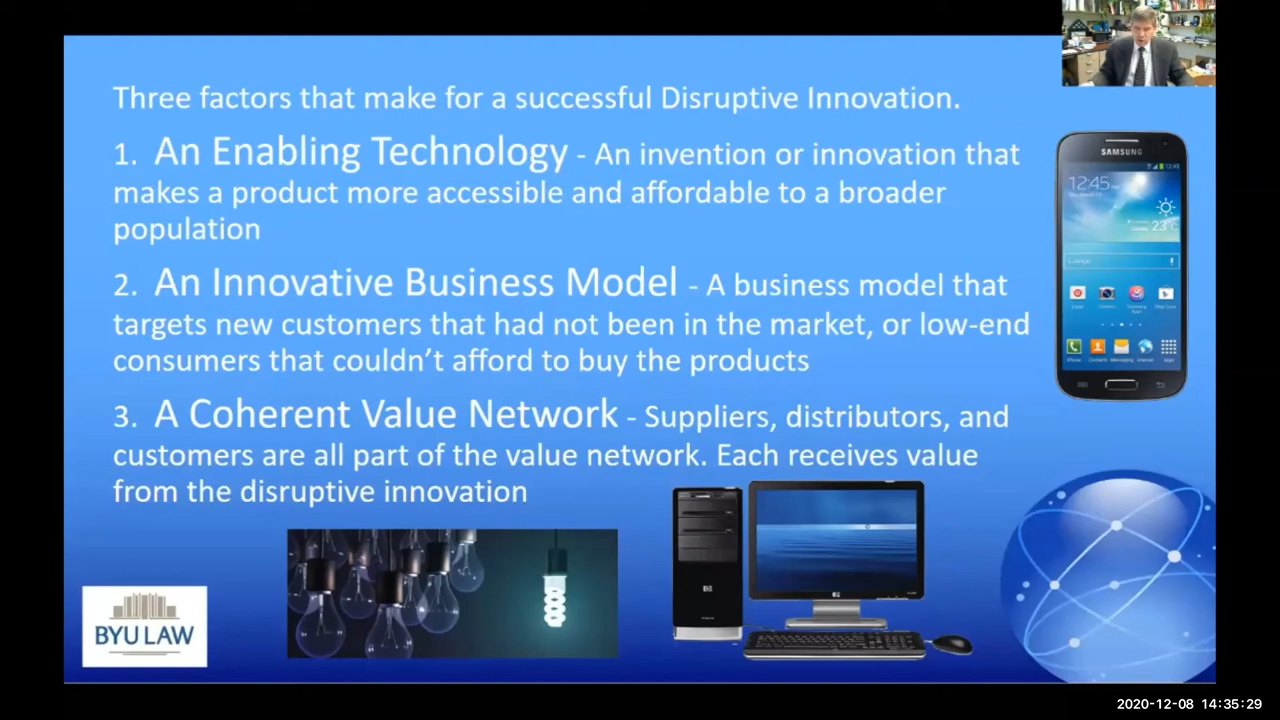 Three factors that make for a successful Disruptive Innovation.
1. An Enabling Technology - An invention or innovation that
makes a product more accessible and affordable to a broader
population
2. An Innovative Business Model - A business model that
targets new customers that had not been in the market, or low-end
consumers that couldn’t afford to buy the products
3. A Coherent Value Network - Suppliers, distributors, and
customers are all part of the value network. Each receives value
from the disruptive innovation
SAMSUNG
12:45
23°C
Google
BYU LAW
2020-12-08 14:35:29